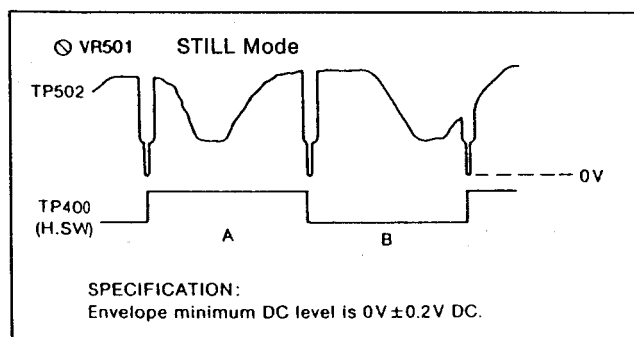 VR501 STILL Mode
TP502
0V
TP400
(H.SW)
A B
SPECIFICATION:
Envelope minimum DC level is 0V±0.2V DC.